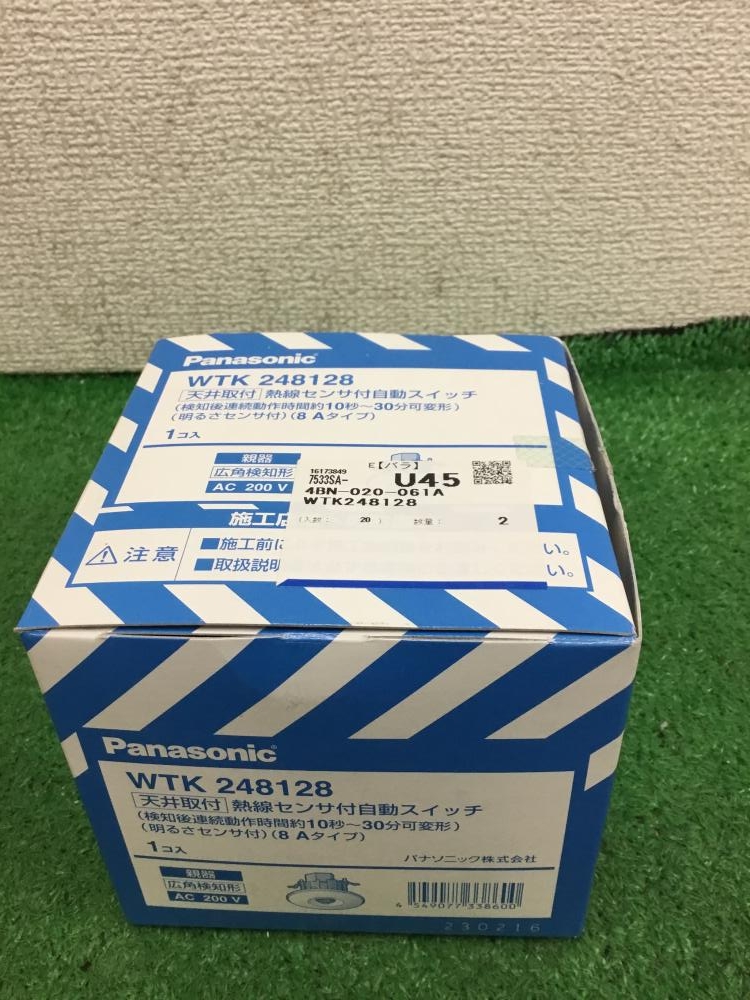 Panasonic
WTK 248128
天井取付 熱線センサ付自動スイッチ
(検知後連続動作時間約10秒~30分可変形)
(明るさセンサ付)(8 Aタイプ)
1コ入
親器
広角検知形
AC 200 V
E【バラ】
16173849
7533SA-
U45
4BN-020-061A
WTK248128
(入数: 20 )
数量: 2
施工店
注意
■施工前に
い。
■取扱説明
い。
Panasonic
WTK 248128
天井取付 熱線センサ付自動スイッチ
(検知後連続動作時間約10秒~30分可変形)
(明るさセンサ付)(8 Aタイプ)
1コ入
パナソニック株式会社
親器
広角検知形
AC 200 V
4 549077 338600
230216